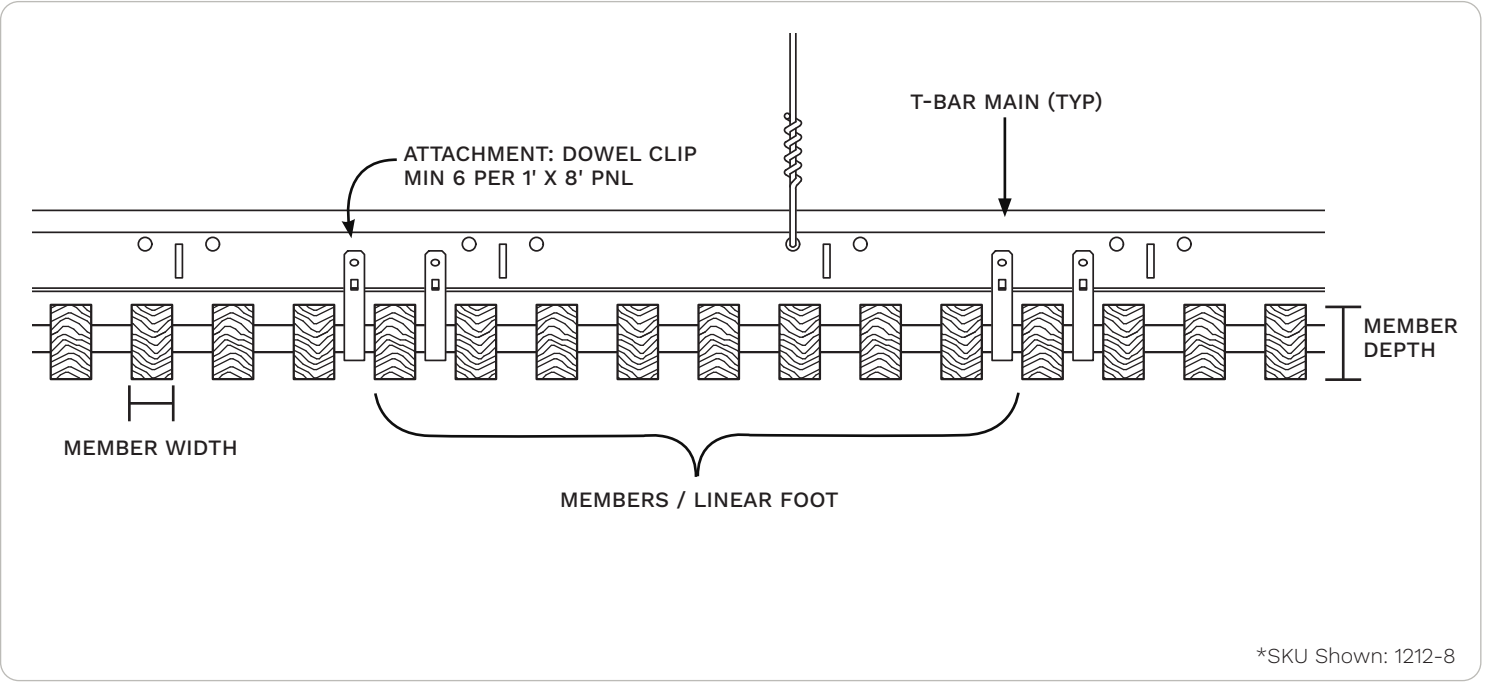 T-BAR MAIN (TYP)
ATTACHMENT: DOWEL CLIP
MIN 6 PER 1' X 8' PNL
MEMBER
DEPTH
MEMBER WIDTH
MEMBERS / LINEAR FOOT
*SKU Shown: 1212-8